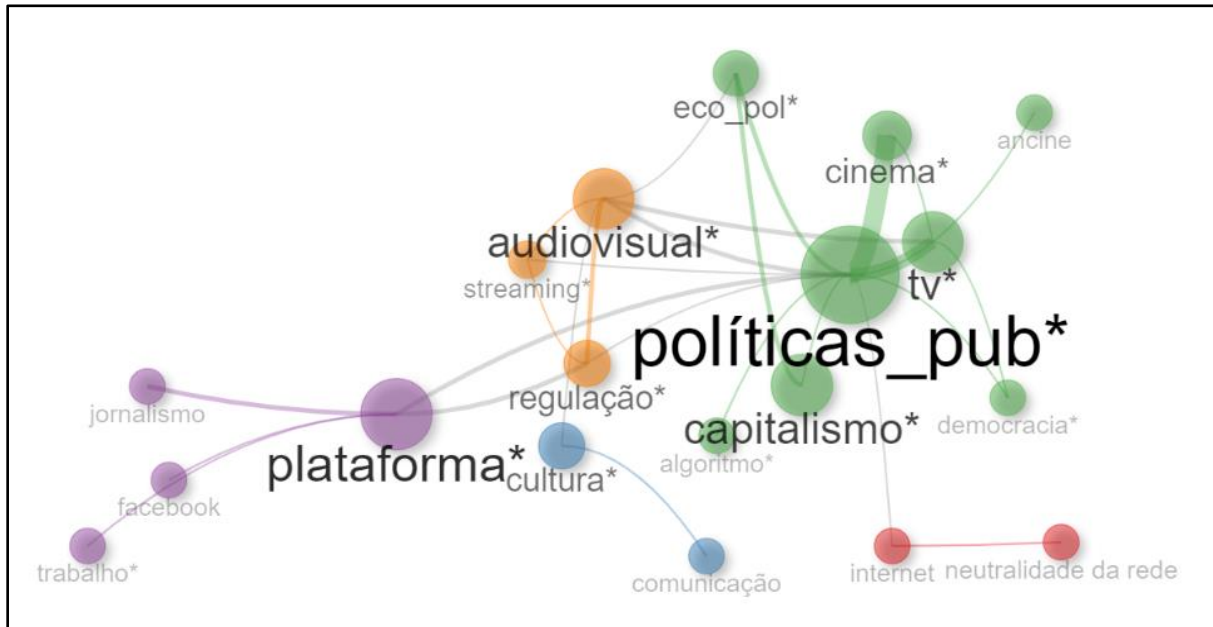 eco_pol*
ancine
cinema*
audiovisual*
streaming*
tv*
políticas_pub*
regulação*
jornalismo
capitalismo*
democracia*
plataforma*
algoritmo*
cultura*
facebook
trabalho*
comunicação
internet
neutralidade da rede